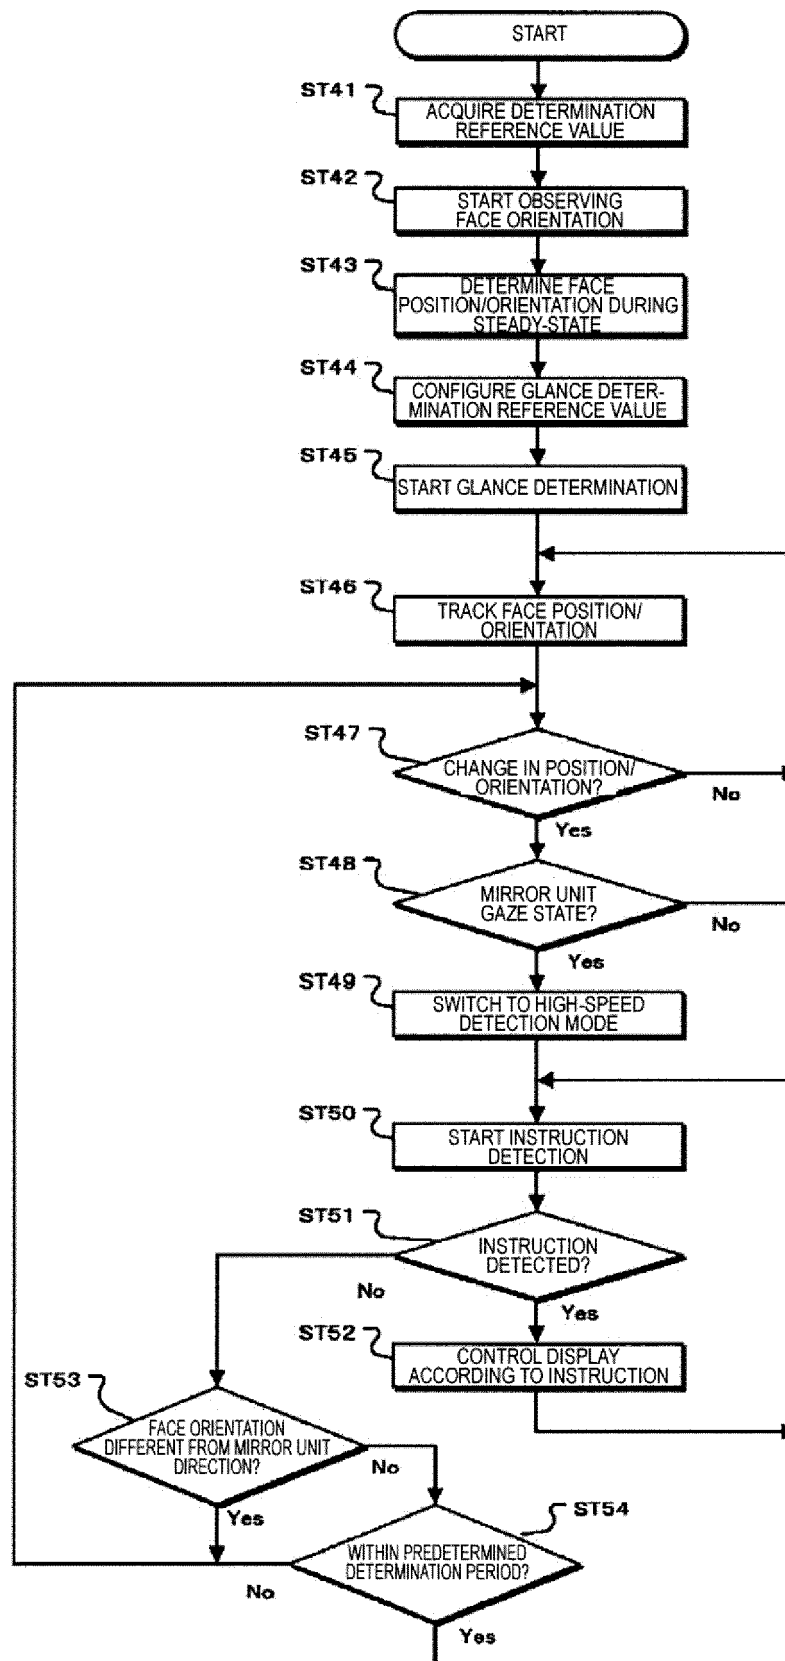 START
ST41
ACQUIRE DETERMINATION
REFERENCE VALUE
ST42
START OBSERVING
FACE ORIENTATION
ST43
DETERMINE FACE
POSITION/ORIENTATION DURING
STEADY-STATE
ST44
CONFIGURE GLANCE DETER-
MINATION REFERENCE VALUE
ST45
START GLANCE DETERMINATION
ST46
TRACK FACE POSITION/
ORIENTATION
ST47
CHANGE IN POSITION/
ORIENTATION?
No
Yes
ST48
MIRROR UNIT
GAZE STATE?
No
Yes
ST49
SWITCH TO HIGH-SPEED
DETECTION MODE
ST50
START INSTRUCTION
DETECTION
ST51
INSTRUCTION
DETECTED?
No
Yes
ST52
CONTROL DISPLAY
ACCORDING TO INSTRUCTION
ST53
FACE ORIENTATION
DIFFERENT FROM MIRROR UNIT
DIRECTION?
No
Yes
ST54
WITHIN PREDETERMINED
DETERMINATION PERIOD?
No
Yes